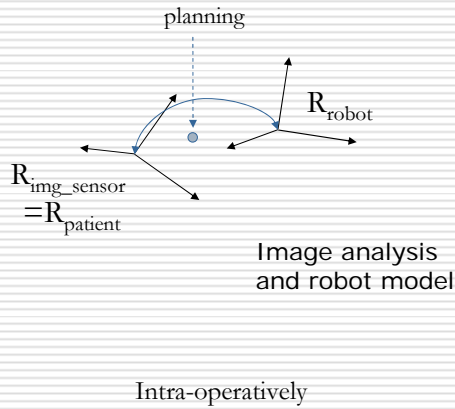 planning
R_robot
R_img_sensor
=R_patient
Image analysis
and robot model
Intra-operatively